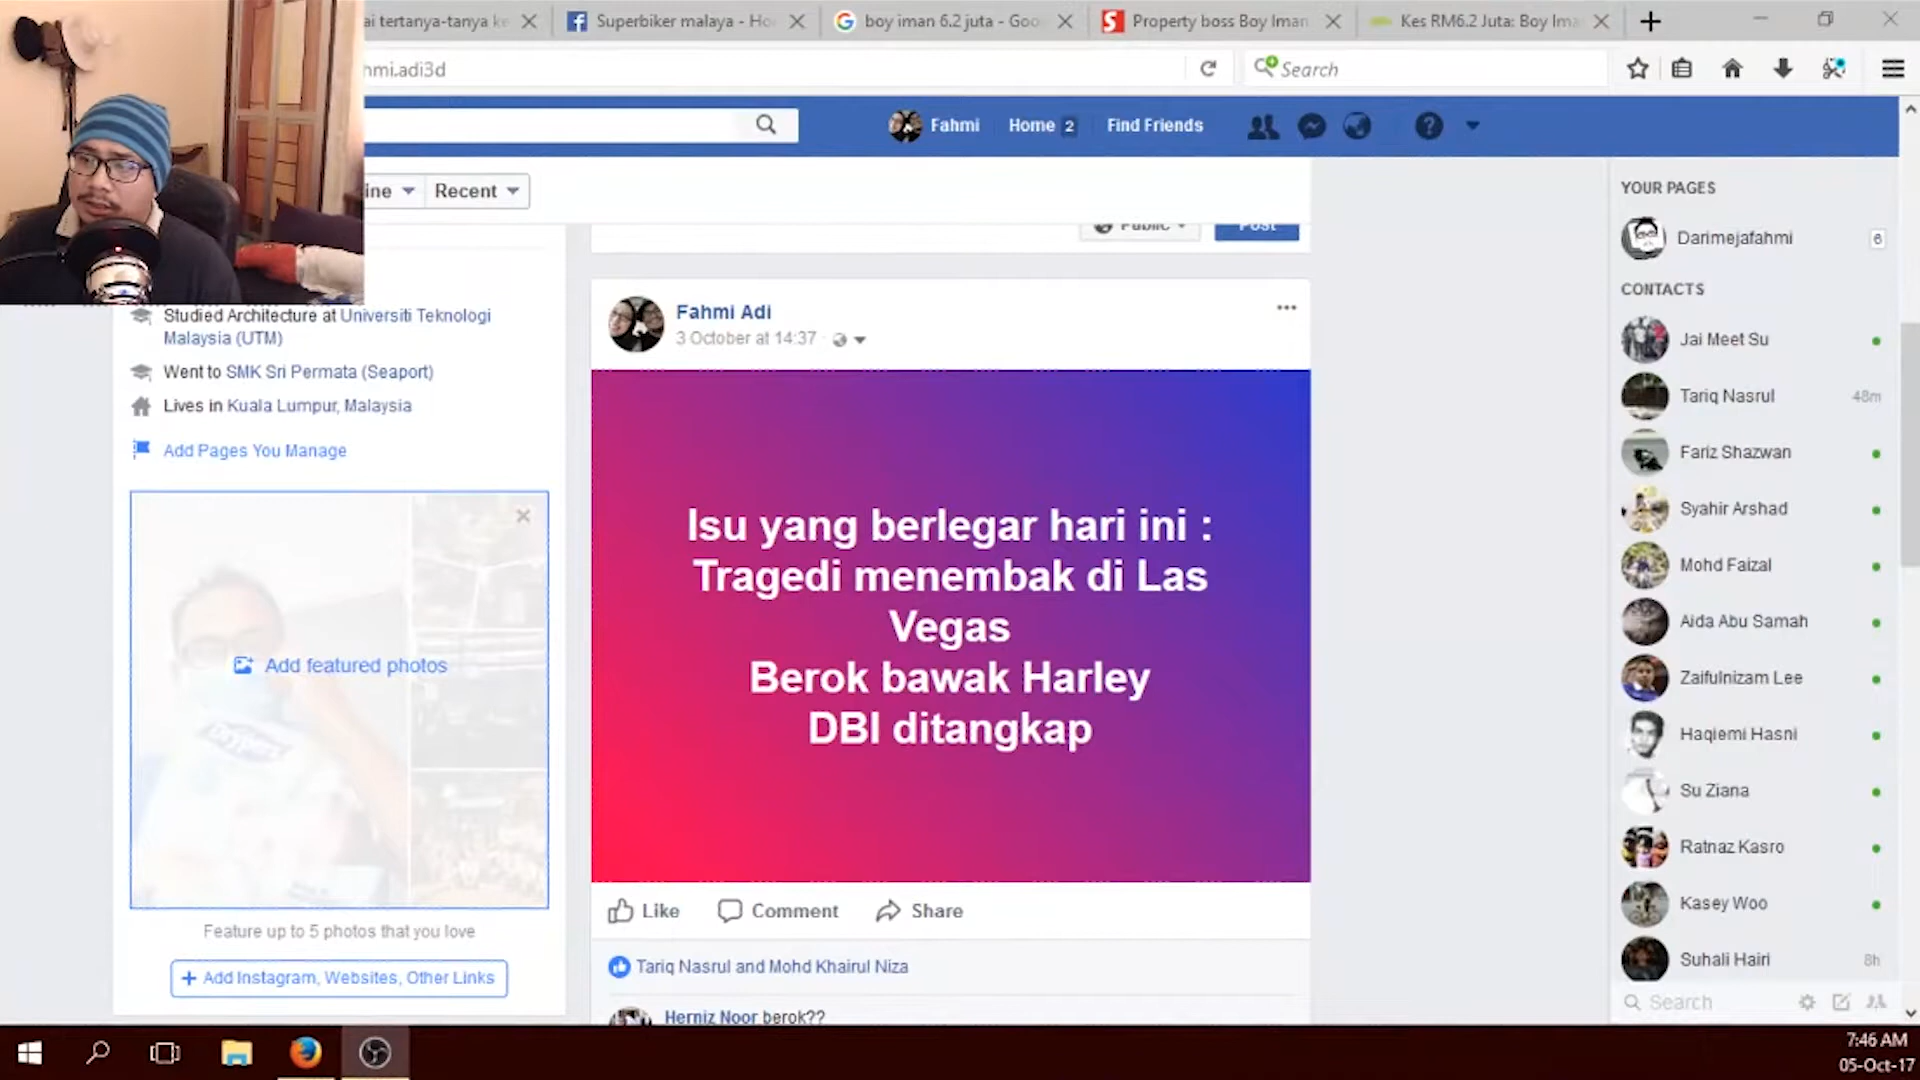 ai tertanya-tanya ke
Superbiker malaya - Ho
boy iman 6.2 juta - Goo
Property boss Boy Iman
Kes RM6.2 Juta: Boy Ima
hmi.adi3d
Search
Fahmi
Home 2
Find Friends
ine
Recent
Public
Post
Studied Architecture at Universiti Teknologi
Malaysia (UTM)
Went to SMK Sri Permata (Seaport)
Lives in Kuala Lumpur, Malaysia
Add Pages You Manage
Add featured photos
Drypers
Feature up to 5 photos that you love
+ Add Instagram, Websites, Other Links
Fahmi Adi
3 October at 14:37
Isu yang berlegar hari ini :
Tragedi menembak di Las
Vegas
Berok bawak Harley
DBI ditangkap
Like
Comment
Share
Tariq Nasrul and Mohd Khairul Niza
Herniz Noor berok??
YOUR PAGES
Darimejafahmi 6
CONTACTS
Jai Meet Su
Tariq Nasrul 48m
Fariz Shazwan
Syahir Arshad
Mohd Faizal
Aida Abu Samah
Zaifulnizam Lee
Haqiemi Hasni
Su Ziana
Ratnaz Kasro
Kasey Woo
Suhali Hairi 8h
Search
7:46 AM
05-Oct-17